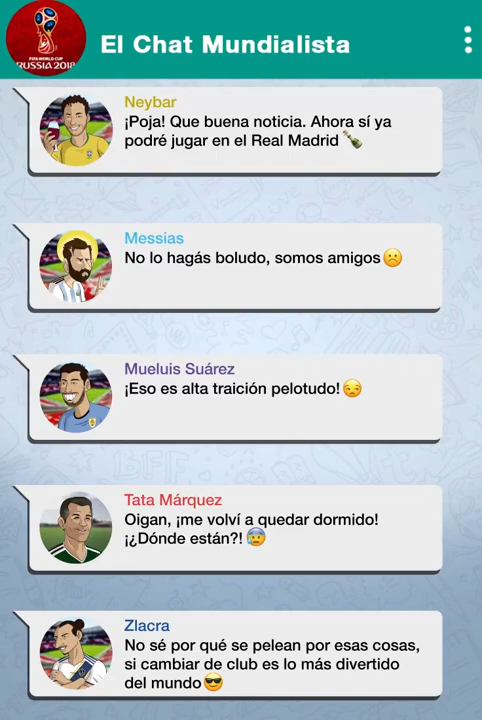 FIFA WORLD CUP
RUSSIA 2018
El Chat Mundialista
Neybar
¡Poja! Que buena noticia. Ahora sí ya
podré jugar en el Real Madrid
Messias
No lo hagás boludo, somos amigos
Mueluis Suárez
¡Eso es alta traición pelotudo!
Tata Márquez
Oigan, ¡me volví a quedar dormido!
¡¿Dónde están?!
Zlacra
No sé por qué se pelean por esas cosas,
si cambiar de club es lo más divertido
del mundo